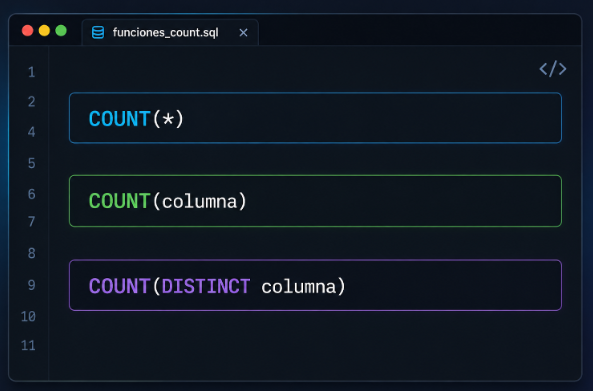 funciones_count.sql ×
</>
1
2
COUNT(*)
4
5
6
COUNT(columna)
7
8
9
COUNT(DISTINCT columna)
10
11